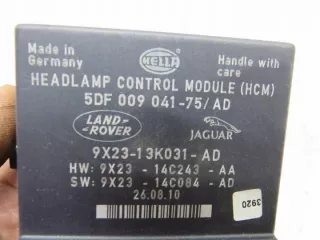 Made in
Germany
HELLA
Handle with
care
HEADLAMP CONTROL MODULE (HCM)
5DF 009 041-75/AD
LAND-
ROVER
JAGUAR
9X23-13K031-AD
HW: 9X23 - 14C243 - AA
SW: 9X23 - 14C084 - AD
26.08.10
3920